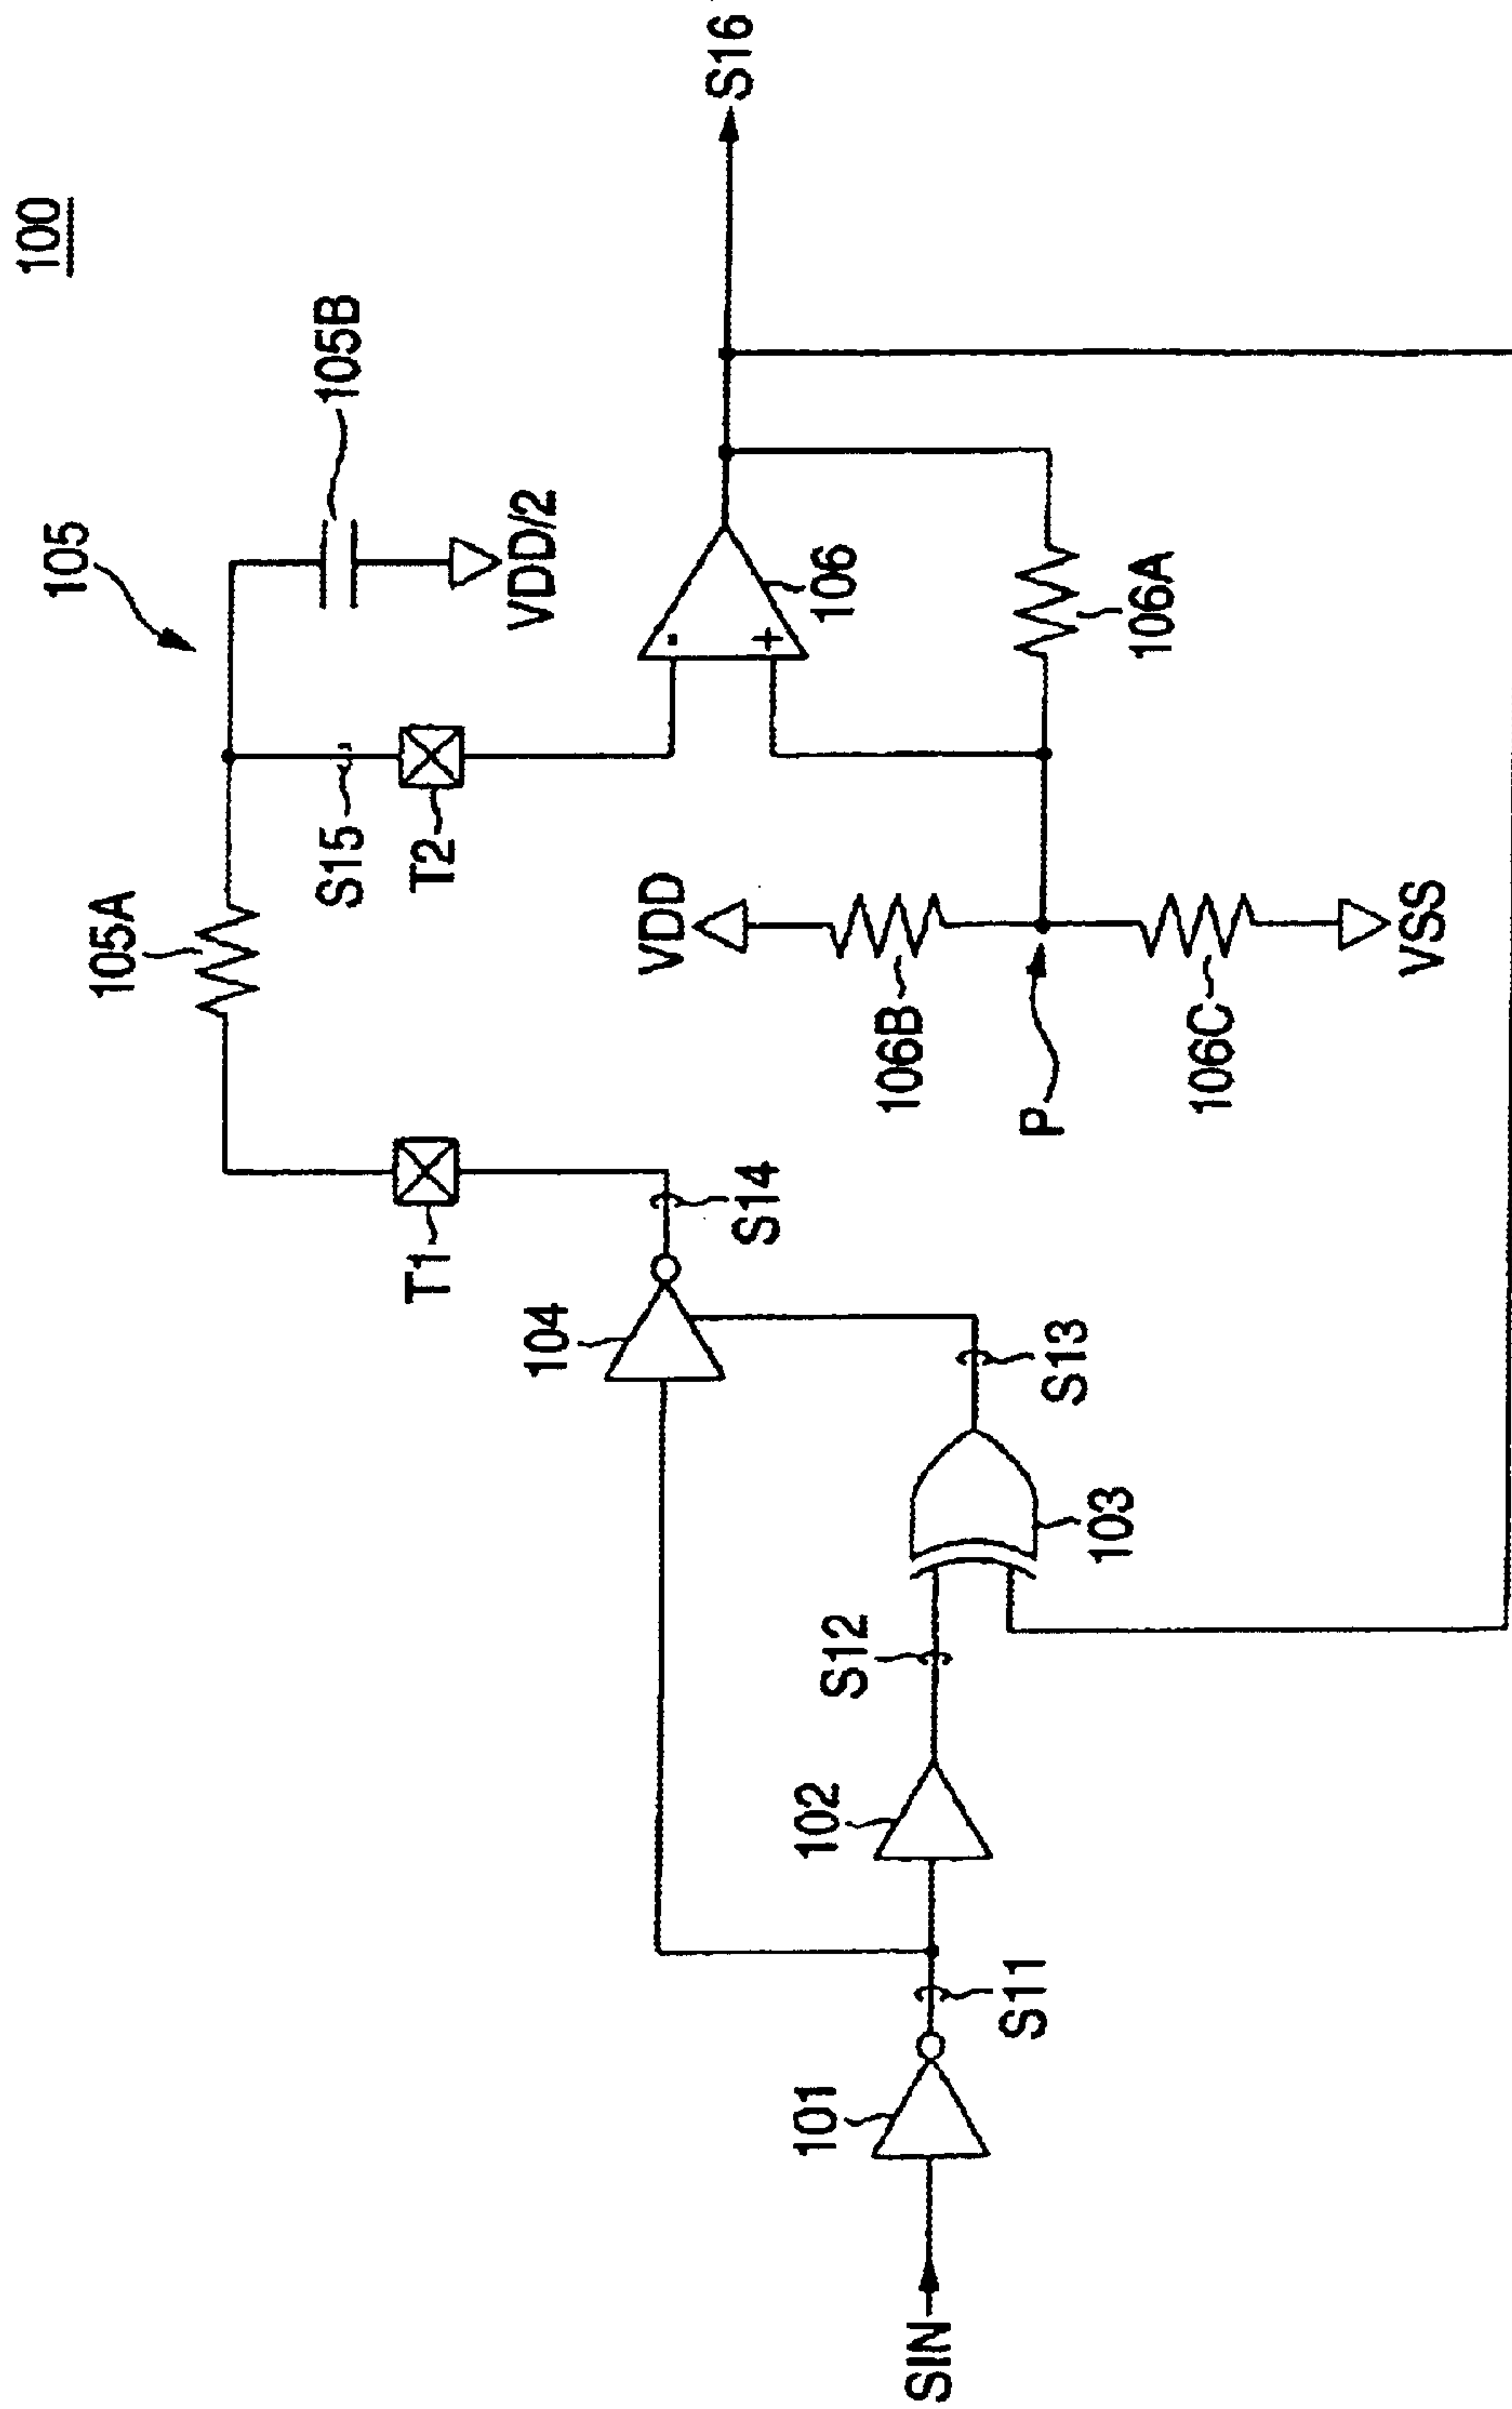 100
105
105A
105B
S15
T2
VDD/2
T1
S14
104
106
-
+
S16
VDD
106B
P
106C
VSS
106A
S13
103
S12
102
S11
101
SIN